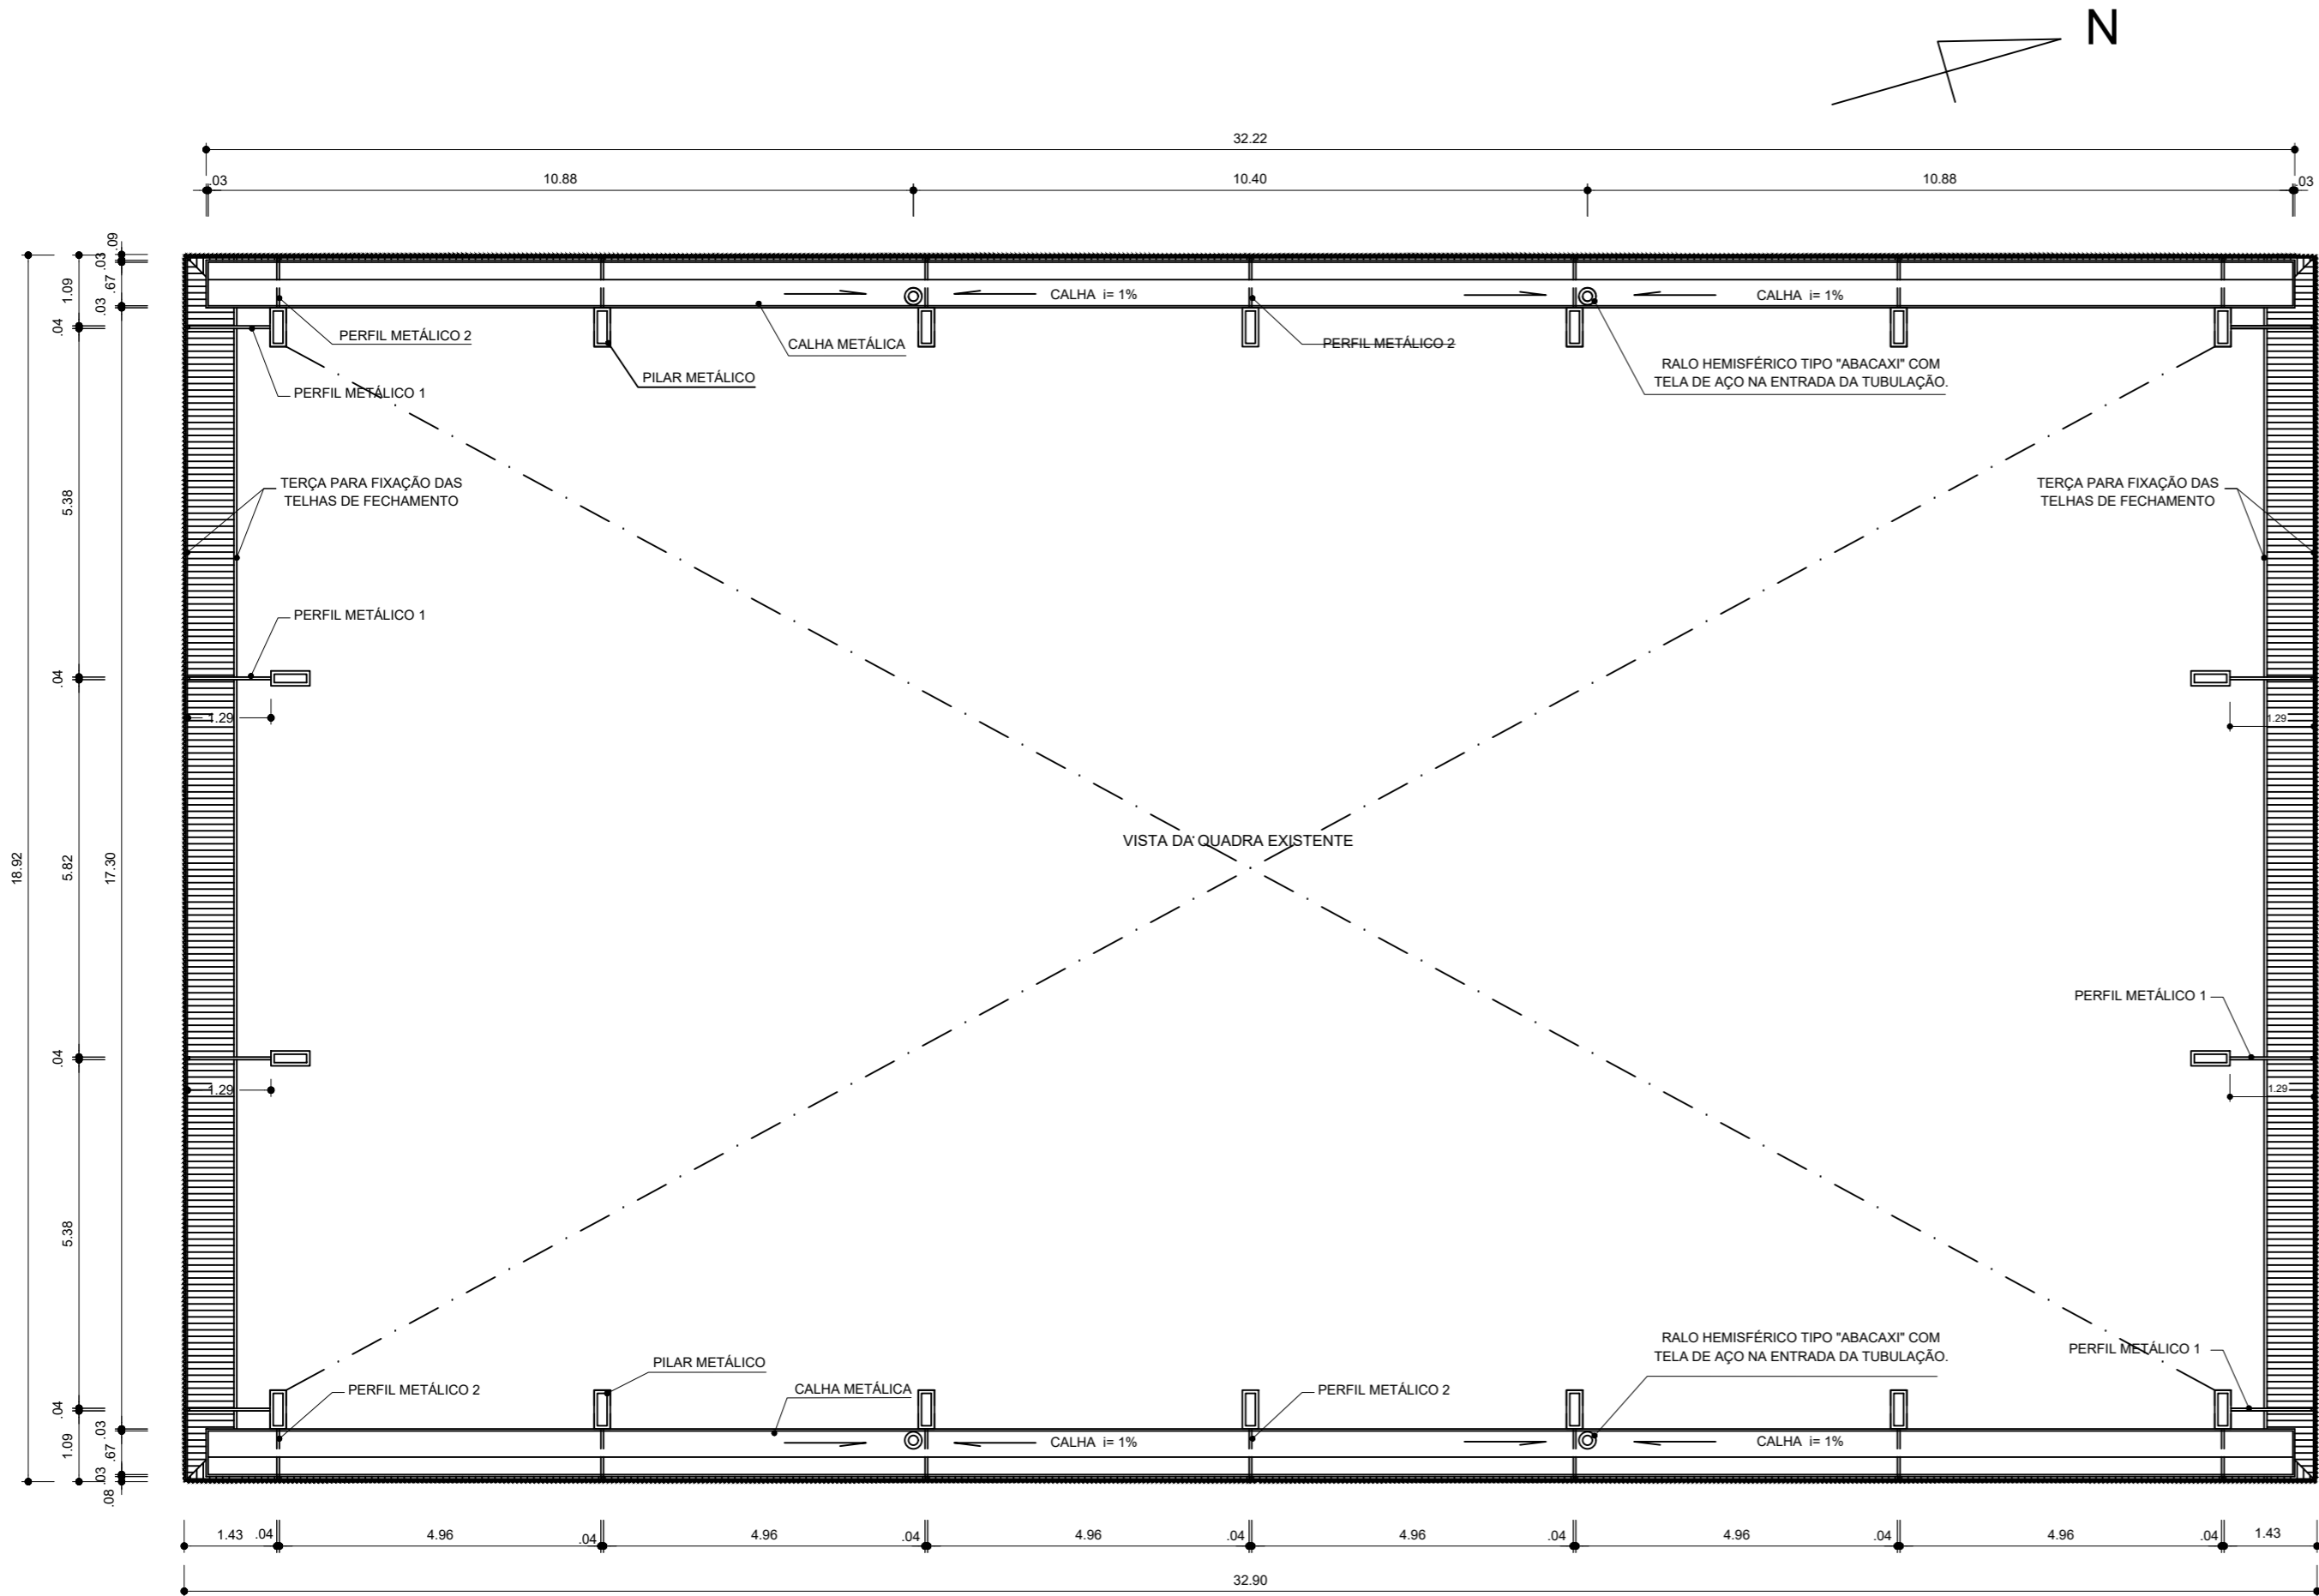 N
32.22
.03
10.88
10.40
10.88
.03
.09
.03
.67
.03
1.09
.04
CALHA i= 1%
CALHA i= 1%
PERFIL METÁLICO 2
CALHA METÁLICA
PERFIL METÁLICO 2
RALO HEMISFÉRICO TIPO "ABACAXI" COM
TELA DE AÇO NA ENTRADA DA TUBULAÇÃO.
PILAR METÁLICO
PERFIL METÁLICO 1
TERÇA PARA FIXAÇÃO DAS
TELHAS DE FECHAMENTO
TERÇA PARA FIXAÇÃO DAS
TELHAS DE FECHAMENTO
5.38
PERFIL METÁLICO 1
.04
1.29
1.29
VISTA DA QUADRA EXISTENTE
18.92
5.82
17.30
PERFIL METÁLICO 1
.04
1.29
1.29
5.38
RALO HEMISFÉRICO TIPO "ABACAXI" COM
TELA DE AÇO NA ENTRADA DA TUBULAÇÃO.
PERFIL METÁLICO 1
PILAR METÁLICO
PERFIL METÁLICO 2
CALHA METÁLICA
PERFIL METÁLICO 2
.04
1.09
.03
.67
.03
.08
CALHA i= 1%
CALHA i= 1%
1.43
.04
4.96
.04
4.96
.04
4.96
.04
4.96
.04
4.96
.04
4.96
.04
1.43
32.90